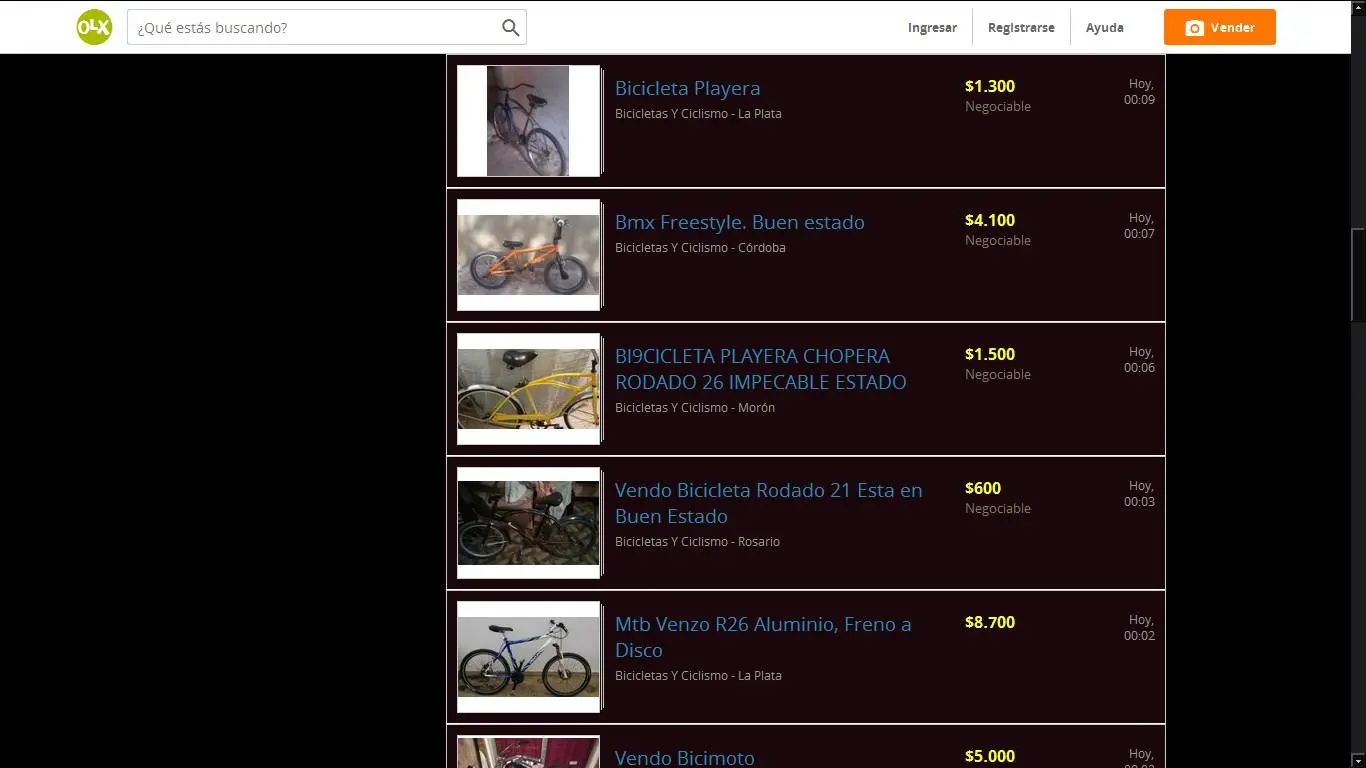 OLX
¿Qué estás buscando?
Ingresar
Registrarse
Ayuda
Vender
Bicicleta Playera
Bicicletas Y Ciclismo - La Plata
$1.300
Negociable
Hoy,
00:09
Bmx Freestyle. Buen estado
Bicicletas Y Ciclismo - Córdoba
$4.100
Negociable
Hoy,
00:07
BI9CICLETA PLAYERA CHOPERA
RODADO 26 IMPECABLE ESTADO
Bicicletas Y Ciclismo - Morón
$1.500
Negociable
Hoy,
00:06
Vendo Bicicleta Rodado 21 Esta en
Buen Estado
Bicicletas Y Ciclismo - Rosario
$600
Negociable
Hoy,
00:03
Mtb Venzo R26 Aluminio, Freno a
Disco
Bicicletas Y Ciclismo - La Plata
$8.700
Hoy,
00:02
Vendo Bicimoto
$5.000
Hoy,